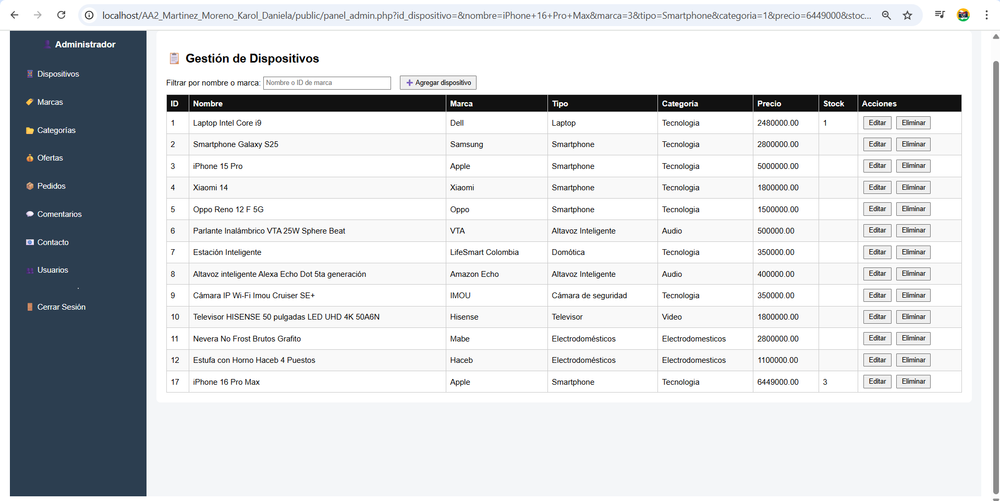 localhost/AA2_Martinez_Moreno_Karol_Daniela/public/panel_admin.php?id_dispositivo=&nombre=iPhone+16+Pro+Max&marca=3&tipo=Smartphone&categoria=1&precio=6449000&stoc...
Administrador
Dispositivos
Marcas
Categorías
Ofertas
Pedidos
Comentarios
Contacto
Usuarios
.
Cerrar Sesión
Gestión de Dispositivos
Filtrar por nombre o marca: Nombre o ID de marca Agregar dispositivo
ID Nombre Marca Tipo Categoría Precio Stock Acciones
1 Laptop Intel Core i9 Dell Laptop Tecnologia 2480000.00 1 Editar Eliminar
2 Smartphone Galaxy S25 Samsung Smartphone Tecnologia 2800000.00 Editar Eliminar
3 iPhone 15 Pro Apple Smartphone Tecnologia 5000000.00 Editar Eliminar
4 Xiaomi 14 Xiaomi Smartphone Tecnologia 1800000.00 Editar Eliminar
5 Oppo Reno 12 F 5G Oppo Smartphone Tecnologia 1500000.00 Editar Eliminar
6 Parlante Inalámbrico VTA 25W Sphere Beat VTA Altavoz Inteligente Audio 500000.00 Editar Eliminar
7 Estación Inteligente LifeSmart Colombia Domótica Tecnologia 350000.00 Editar Eliminar
8 Altavoz inteligente Alexa Echo Dot 5ta generación Amazon Echo Altavoz Inteligente Audio 400000.00 Editar Eliminar
9 Cámara IP Wi-Fi Imou Cruiser SE+ IMOU Cámara de seguridad Tecnologia 350000.00 Editar Eliminar
10 Televisor HISENSE 50 pulgadas LED UHD 4K 50A6N Hisense Televisor Video 1800000.00 Editar Eliminar
11 Nevera No Frost Brutos Grafito Mabe Electrodomésticos Electrodomesticos 2800000.00 Editar Eliminar
12 Estufa con Horno Haceb 4 Puestos Haceb Electrodomésticos Electrodomesticos 1100000.00 Editar Eliminar
17 iPhone 16 Pro Max Apple Smartphone Tecnologia 6449000.00 3 Editar Eliminar